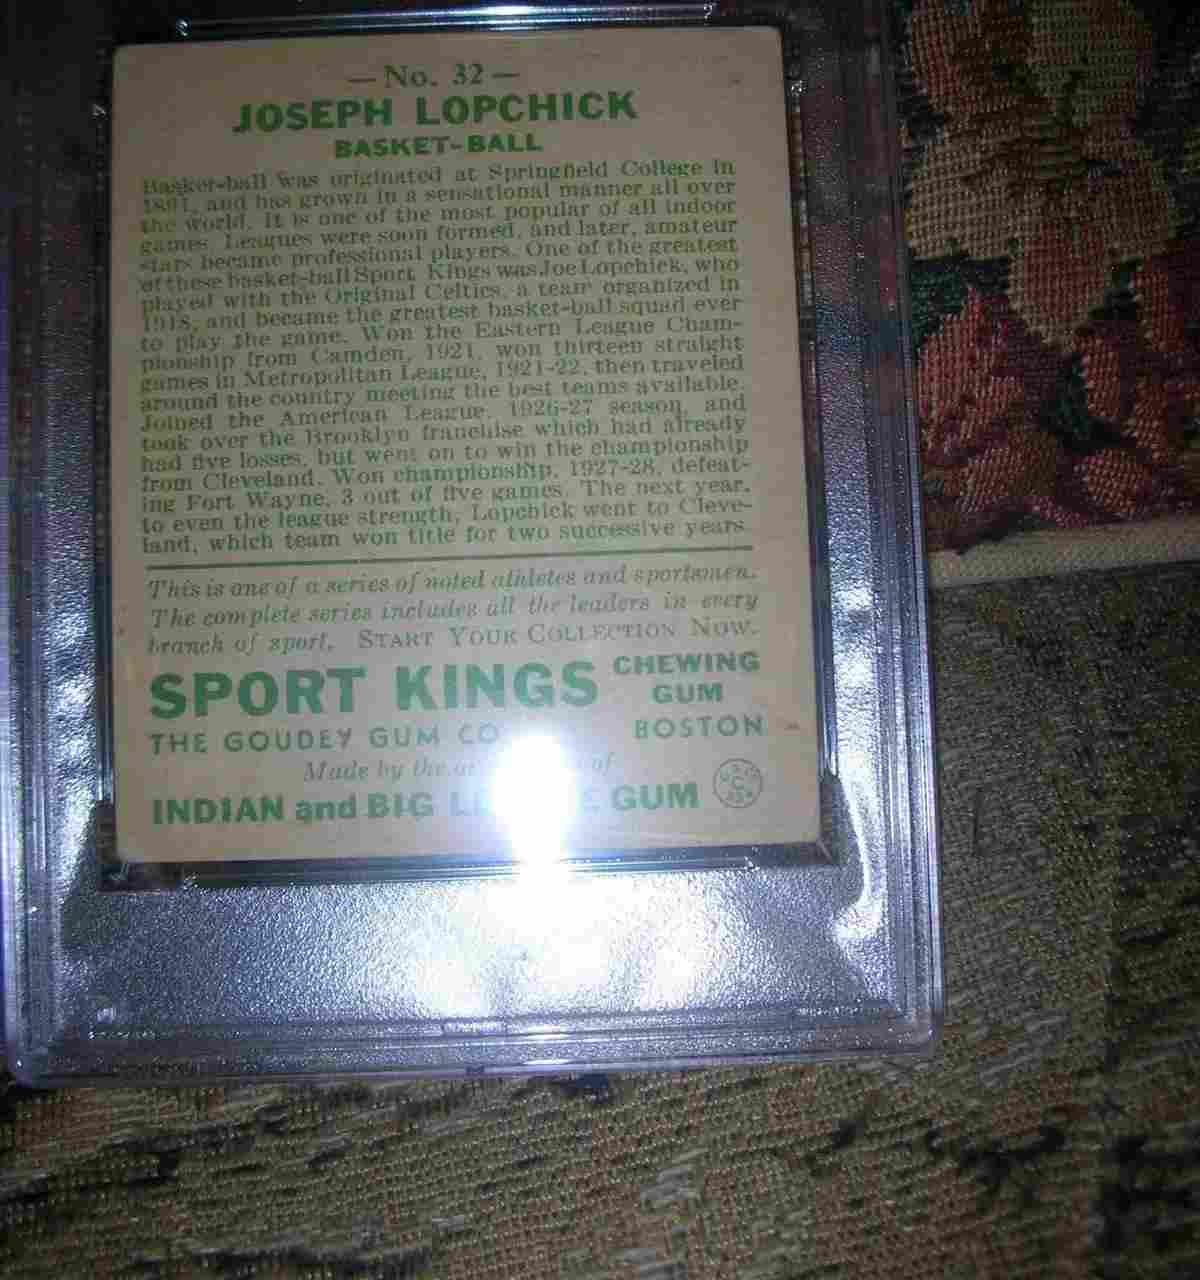 — No. 32 —
JOSEPH LOPCHICK
BASKET-BALL
Basket-ball was originated at Springfield College in
1891, and has grown in a sensational manner all over
the world. It is one of the most popular of all indoor
games. Leagues were soon formed, and later, amateur
stars became professional players. One of the greatest
of these basket-ball Sport Kings was Joe Lopchick, who
played with the Original Celtics, a team organized in
1918, and became the greatest basket-ball squad ever
to play the game. Won the Eastern League Cham-
pionship from Camden, 1921, won thirteen straight
games in Metropolitan League, 1921-22, then traveled
around the country meeting the best teams available.
Joined the American League, 1926-27 season, and
took over the Brooklyn franchise which had already
had five losses, but went on to win the championship
from Cleveland. Won championship, 1927-28, defeat-
ing Fort Wayne, 3 out of five games. The next year,
to even the league strength, Lopchick went to Cleve-
land, which team won title for two successive years.
This is one of a series of noted athletes and sportsmen.
The complete series includes all the leaders in every
branch of sport. START YOUR COLLECTION NOW.
SPORT KINGS CHEWING GUM
THE GOUDEY GUM CO BOSTON
Made by the of
INDIAN and BIG GUM